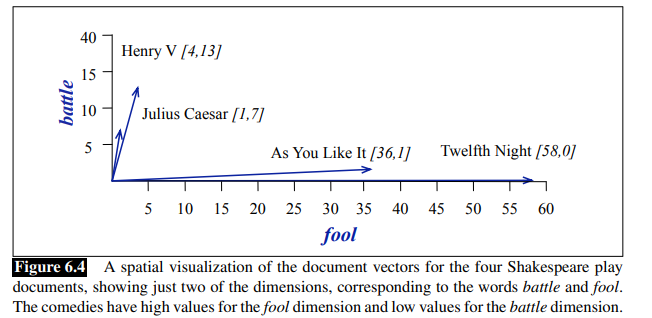 40
Henry V [4,13]
15
battle
10
Julius Caesar [1,7]
5
As You Like It [36,1] Twelfth Night [58,0]
5 10 15 20 25 30 35 40 45 50 55 60
fool
Figure 6.4 A spatial visualization of the document vectors for the four Shakespeare play
documents, showing just two of the dimensions, corresponding to the words battle and fool.
The comedies have high values for the fool dimension and low values for the battle dimension.